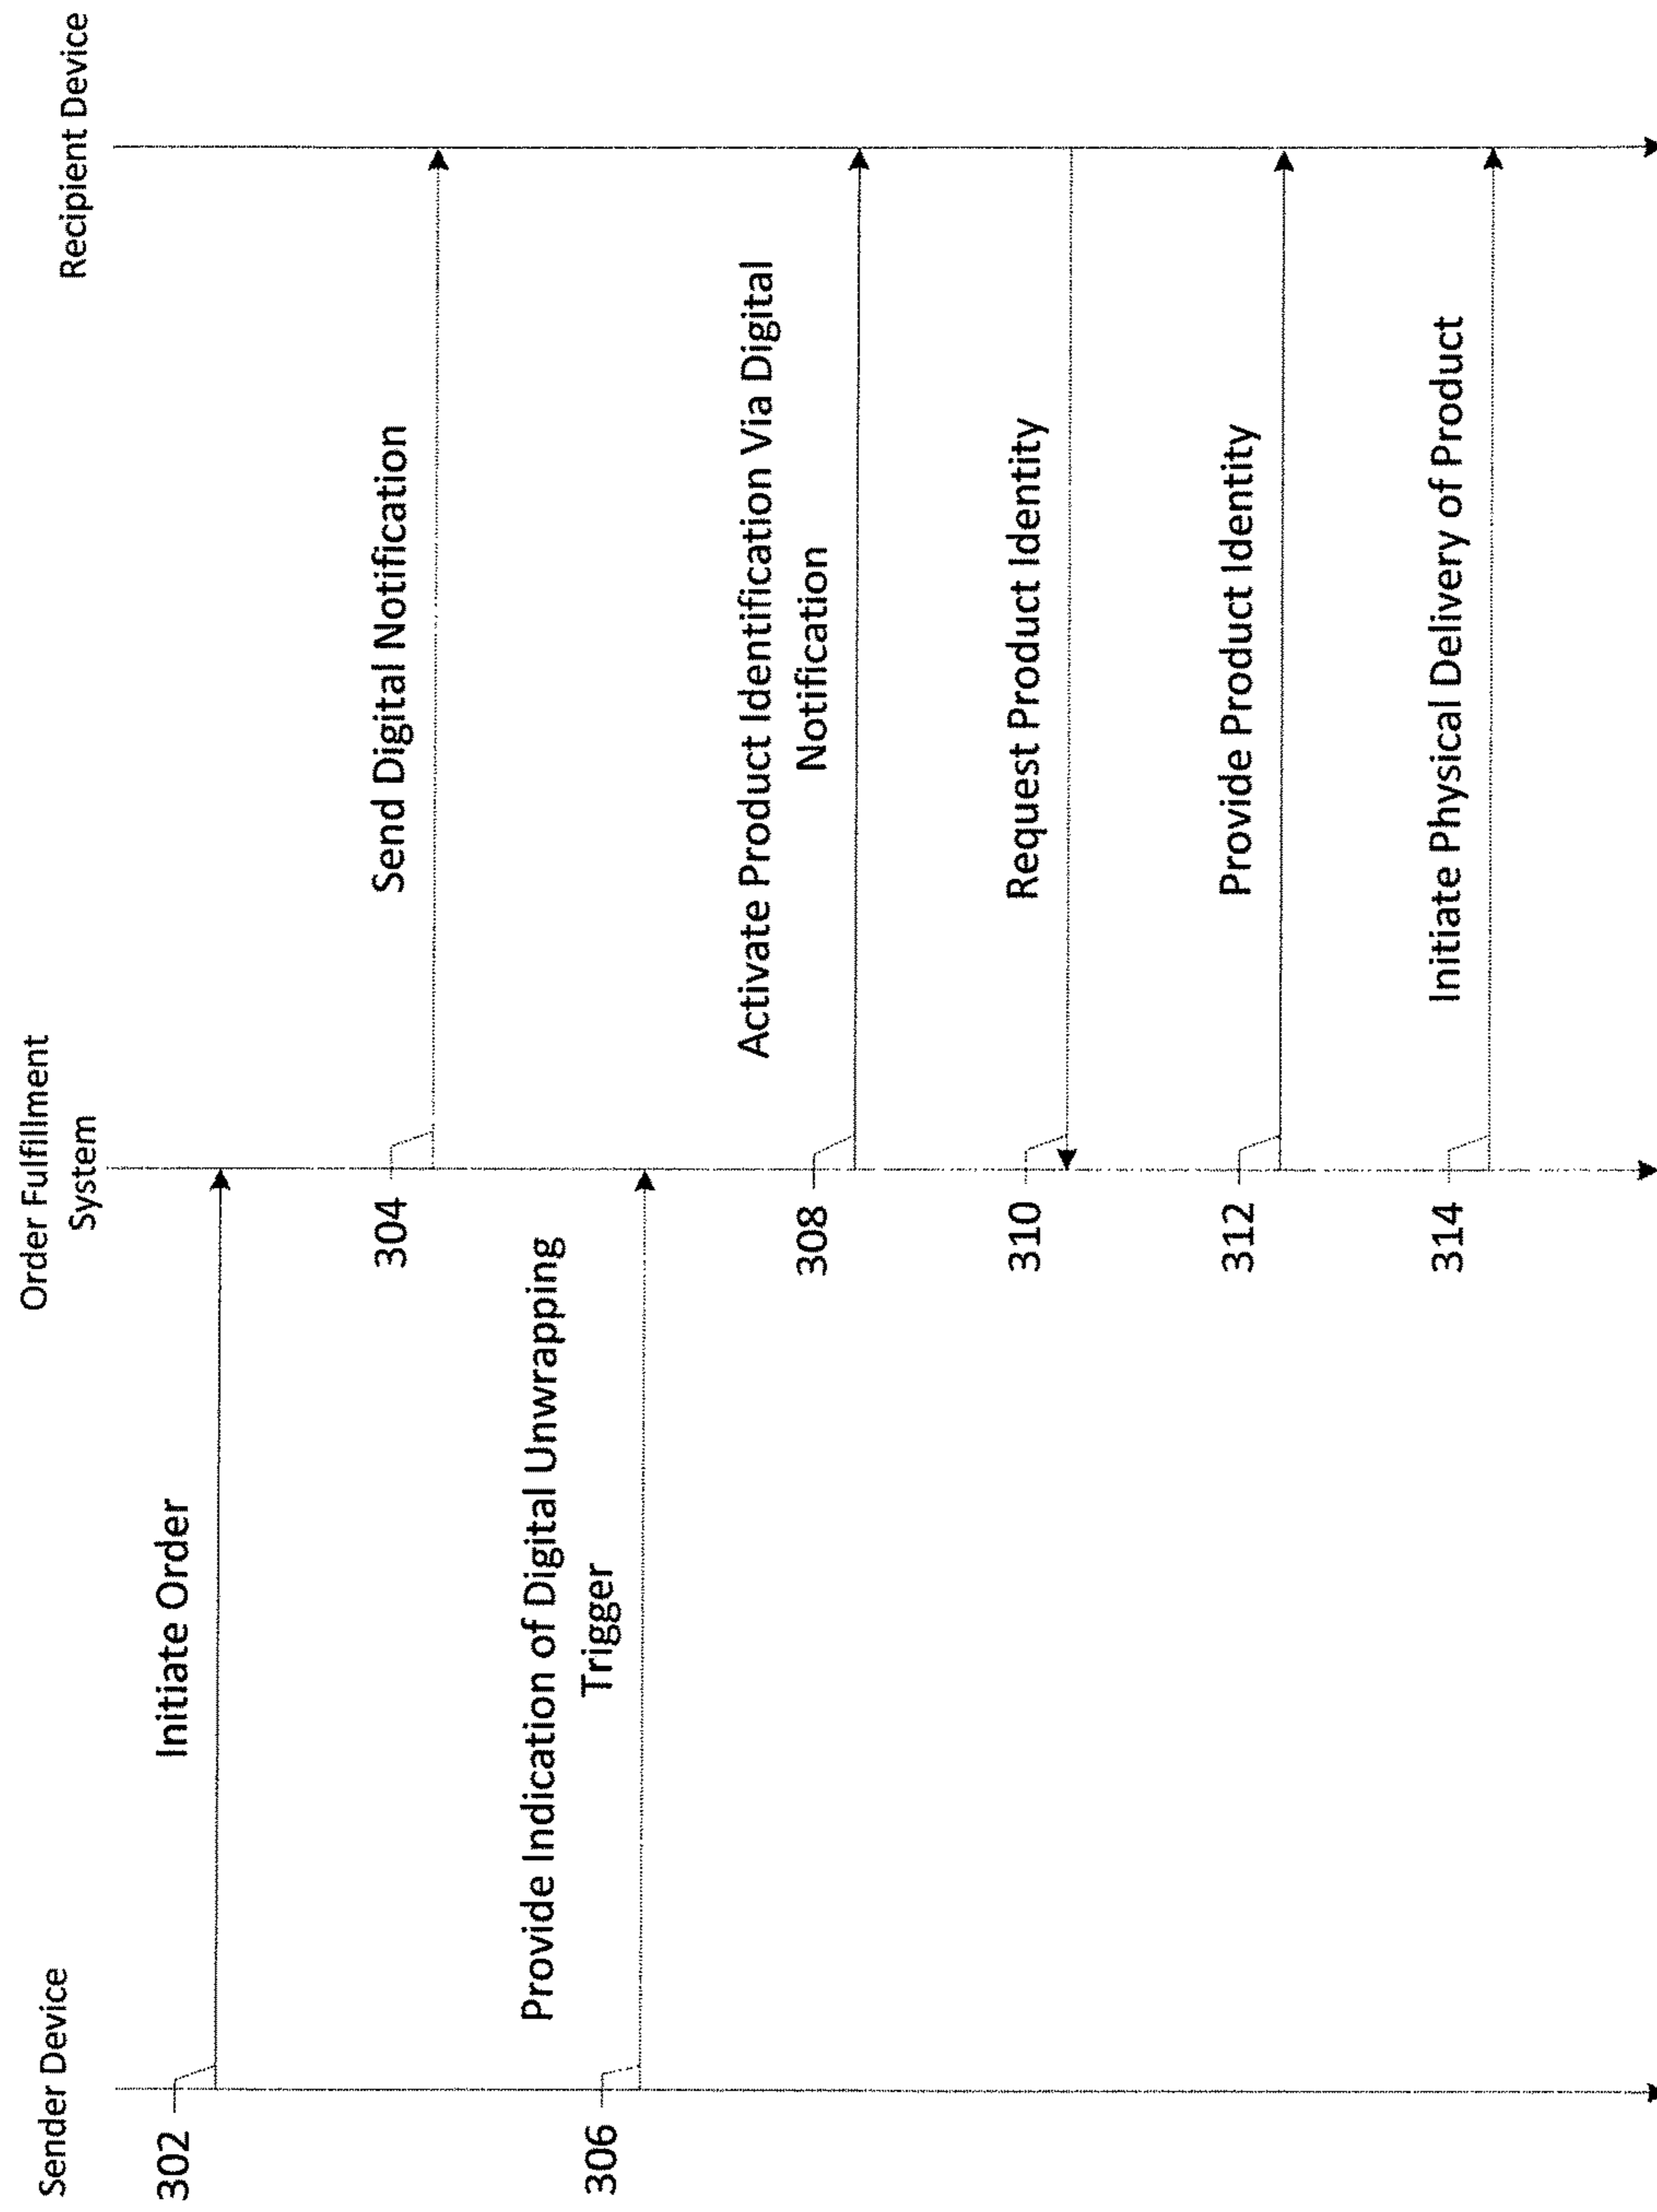 Sender Device
Order Fulfillment
System
Recipient Device
302
Initiate Order
304
Send Digital Notification
306
Provide Indication of Digital Unwrapping
Trigger
308
Activate Product Identification Via Digital
Notification
310
Request Product Identity
312
Provide Product Identity
314
Initiate Physical Delivery of Product